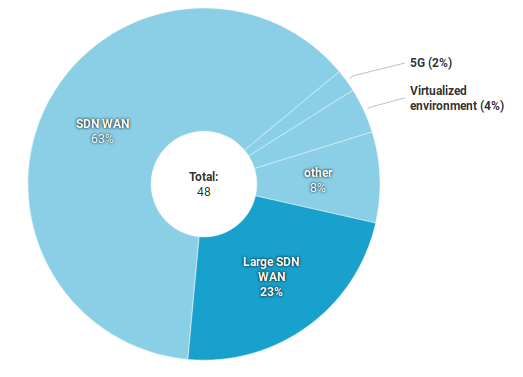 5G (2%)
Virtualized
environment (4%)
SDN WAN
63%
other
8%
Total:
48
Large SDN
WAN
23%